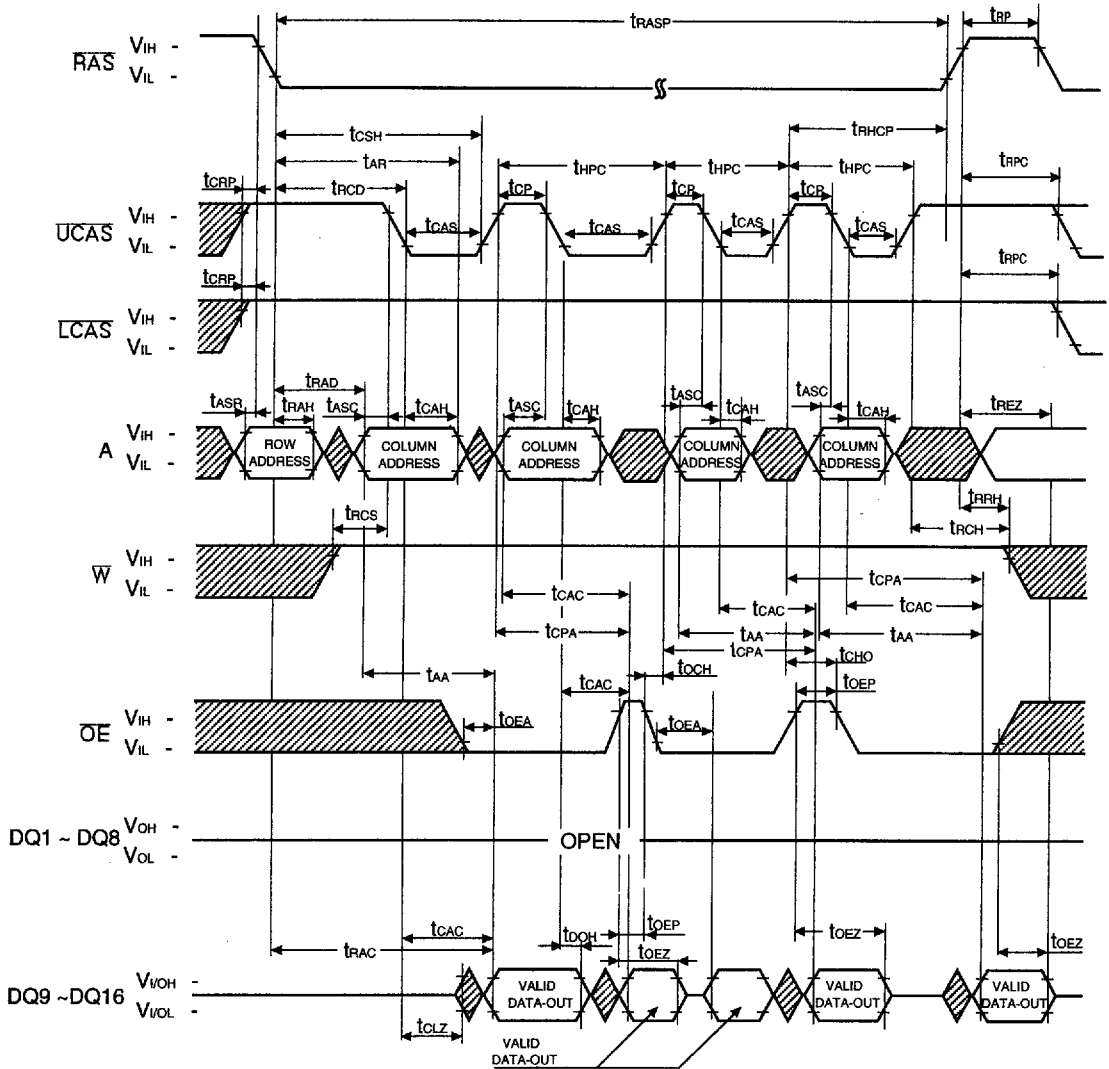 tRASP
tRP
RAS
VIH -
VIL -
tCSH
tRHCP
tAR
tHPC
tHPC
tHPC
tRPC
tCRP
tRCD
tCP
tCP
tCP
UCAS
VIH -
VIL -
tCAS
tCAS
tCAS
tCAS
tCRP
tRPC
LCAS
VIH -
VIL -
tRAD
tASR
tRAH
tASC
tCAH
tASC
tCAH
tASC
tCAH
tASC
tCAH
tREZ
A
VIH -
VIL -
ROW ADDRESS
COLUMN ADDRESS
COLUMN ADDRESS
COLUMN ADDRESS
COLUMN ADDRESS
tRCS
tRRH
tRCH
W
VIH -
VIL -
tCPA
tCAC
tCAC
tCAC
tCPA
tAA
tAA
tCPA
tAA
tOCH
tCHO
tCAC
tOEP
OE
VIH -
VIL -
tOEA
tOEA
DQ1 ~ DQ8
VOH -
VOL -
OPEN
tCAC
tDOH
tOEP
tRAC
tOEZ
tOEZ
tOEZ
DQ9 ~DQ16
VI/OH -
VI/OL -
VALID DATA-OUT
VALID DATA-OUT
VALID DATA-OUT
tCLZ
VALID
DATA-OUT